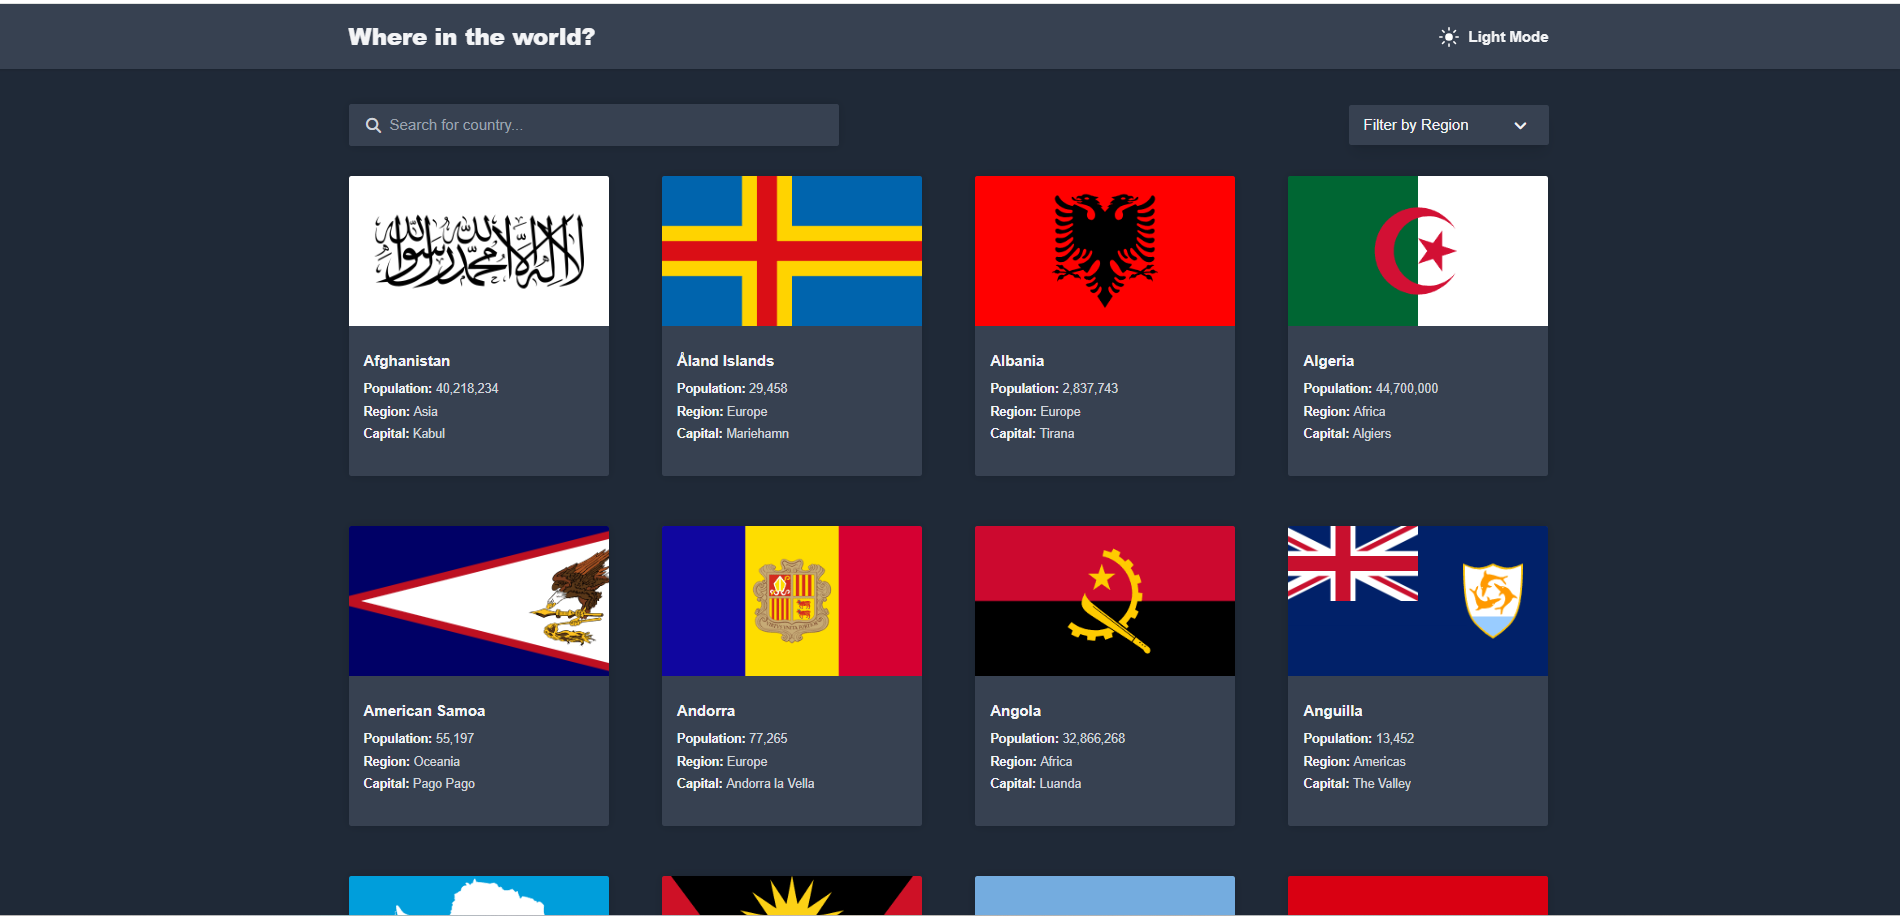 Where in the world?
Light Mode
Search for country...
Filter by Region
لا إله إلا الله محمد رسول الله
Afghanistan
Population: 40,218,234
Region: Asia
Capital: Kabul
Åland Islands
Population: 29,458
Region: Europe
Capital: Mariehamn
Albania
Population: 2,837,743
Region: Europe
Capital: Tirana
Algeria
Population: 44,700,000
Region: Africa
Capital: Algiers
American Samoa
Population: 55,197
Region: Oceania
Capital: Pago Pago
Andorra
Population: 77,265
Region: Europe
Capital: Andorra la Vella
Angola
Population: 32,866,268
Region: Africa
Capital: Luanda
Anguilla
Population: 13,452
Region: Americas
Capital: The Valley